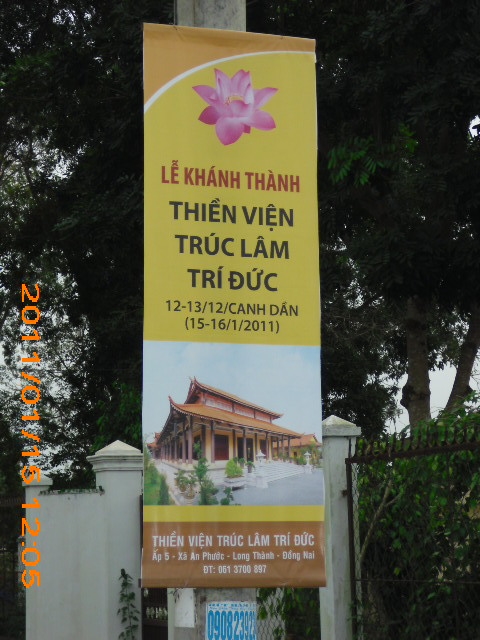 LỄ KHÁNH THÀNH
THIỀN VIỆN
TRÚC LÂM
TRÍ ĐỨC
12-13/12/CANH DẦN
(15-16/1/2011)
THIỀN VIỆN TRÚC LÂM TRÍ ĐỨC
Ấp 5 - Xã An Phước - Long Thành - Đồng Nai
ĐT: 061 3700 897
2011/01/15 12:05